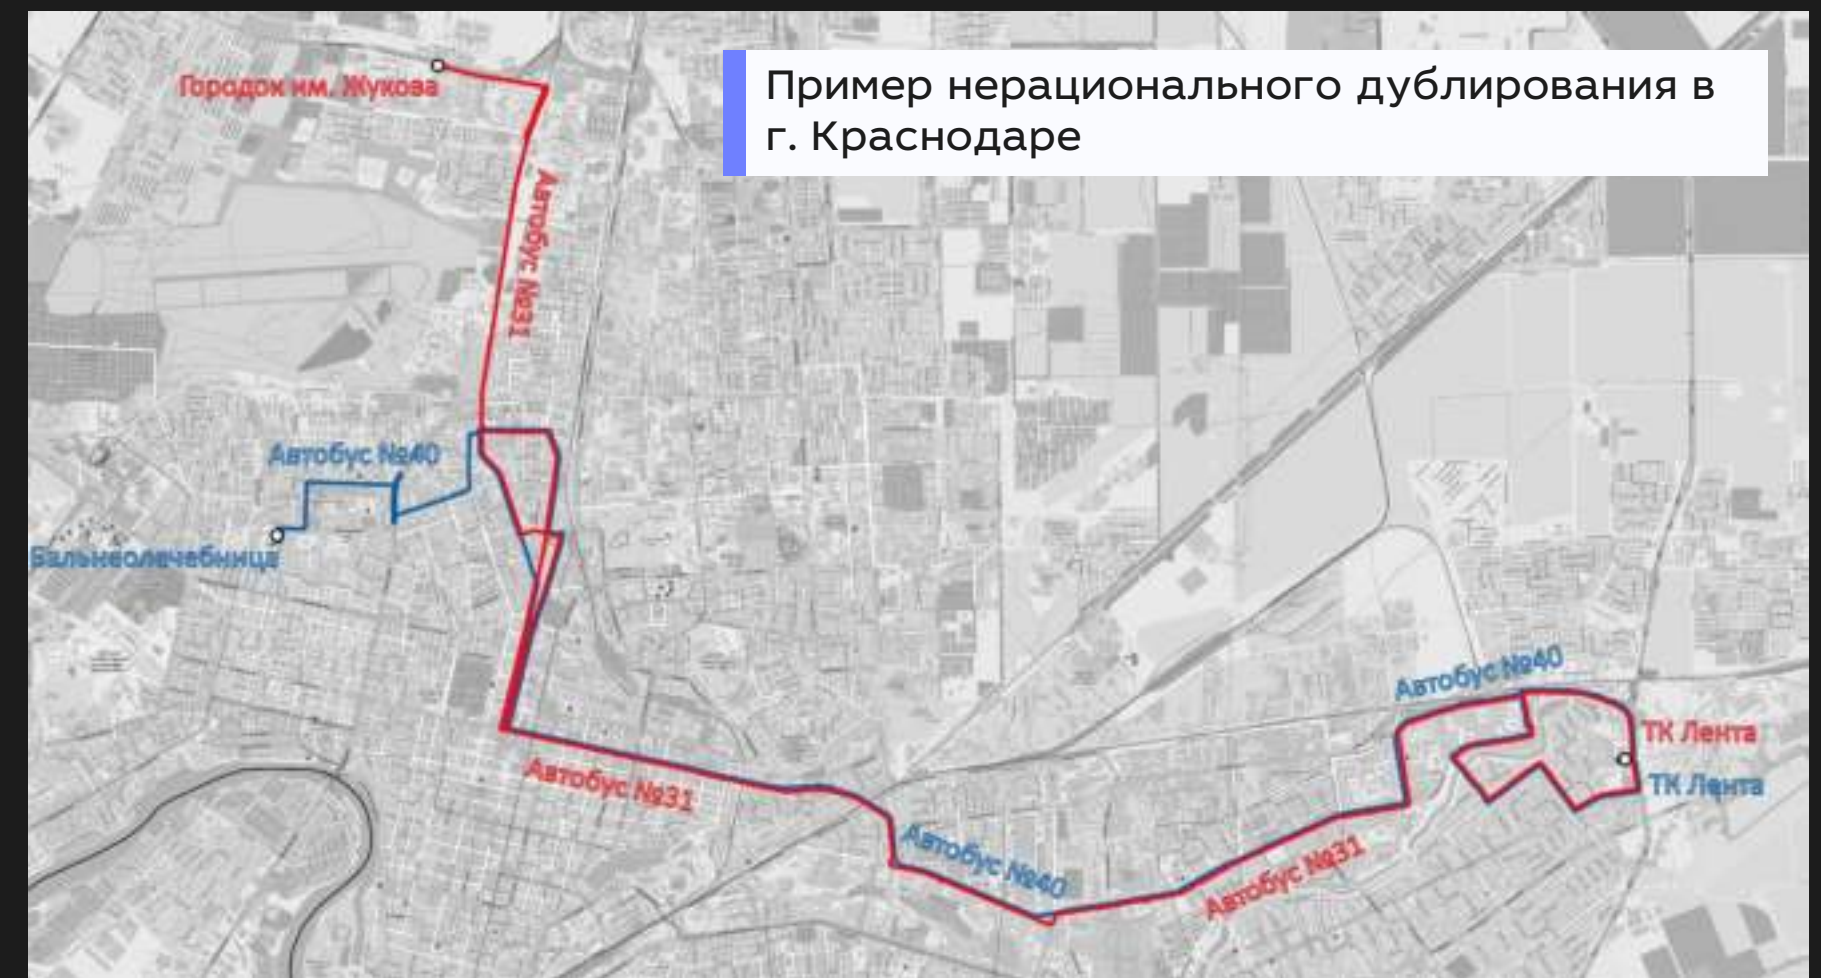 Пример нерационального дублирования в
г. Краснодаре
Городок им. Жукова
Автобус №31
Автобус №40
Бальнеолечебница
Автобус №40
ТК Лента
ТК Лента
Автобус №31
Автобус №40
Автобус №31